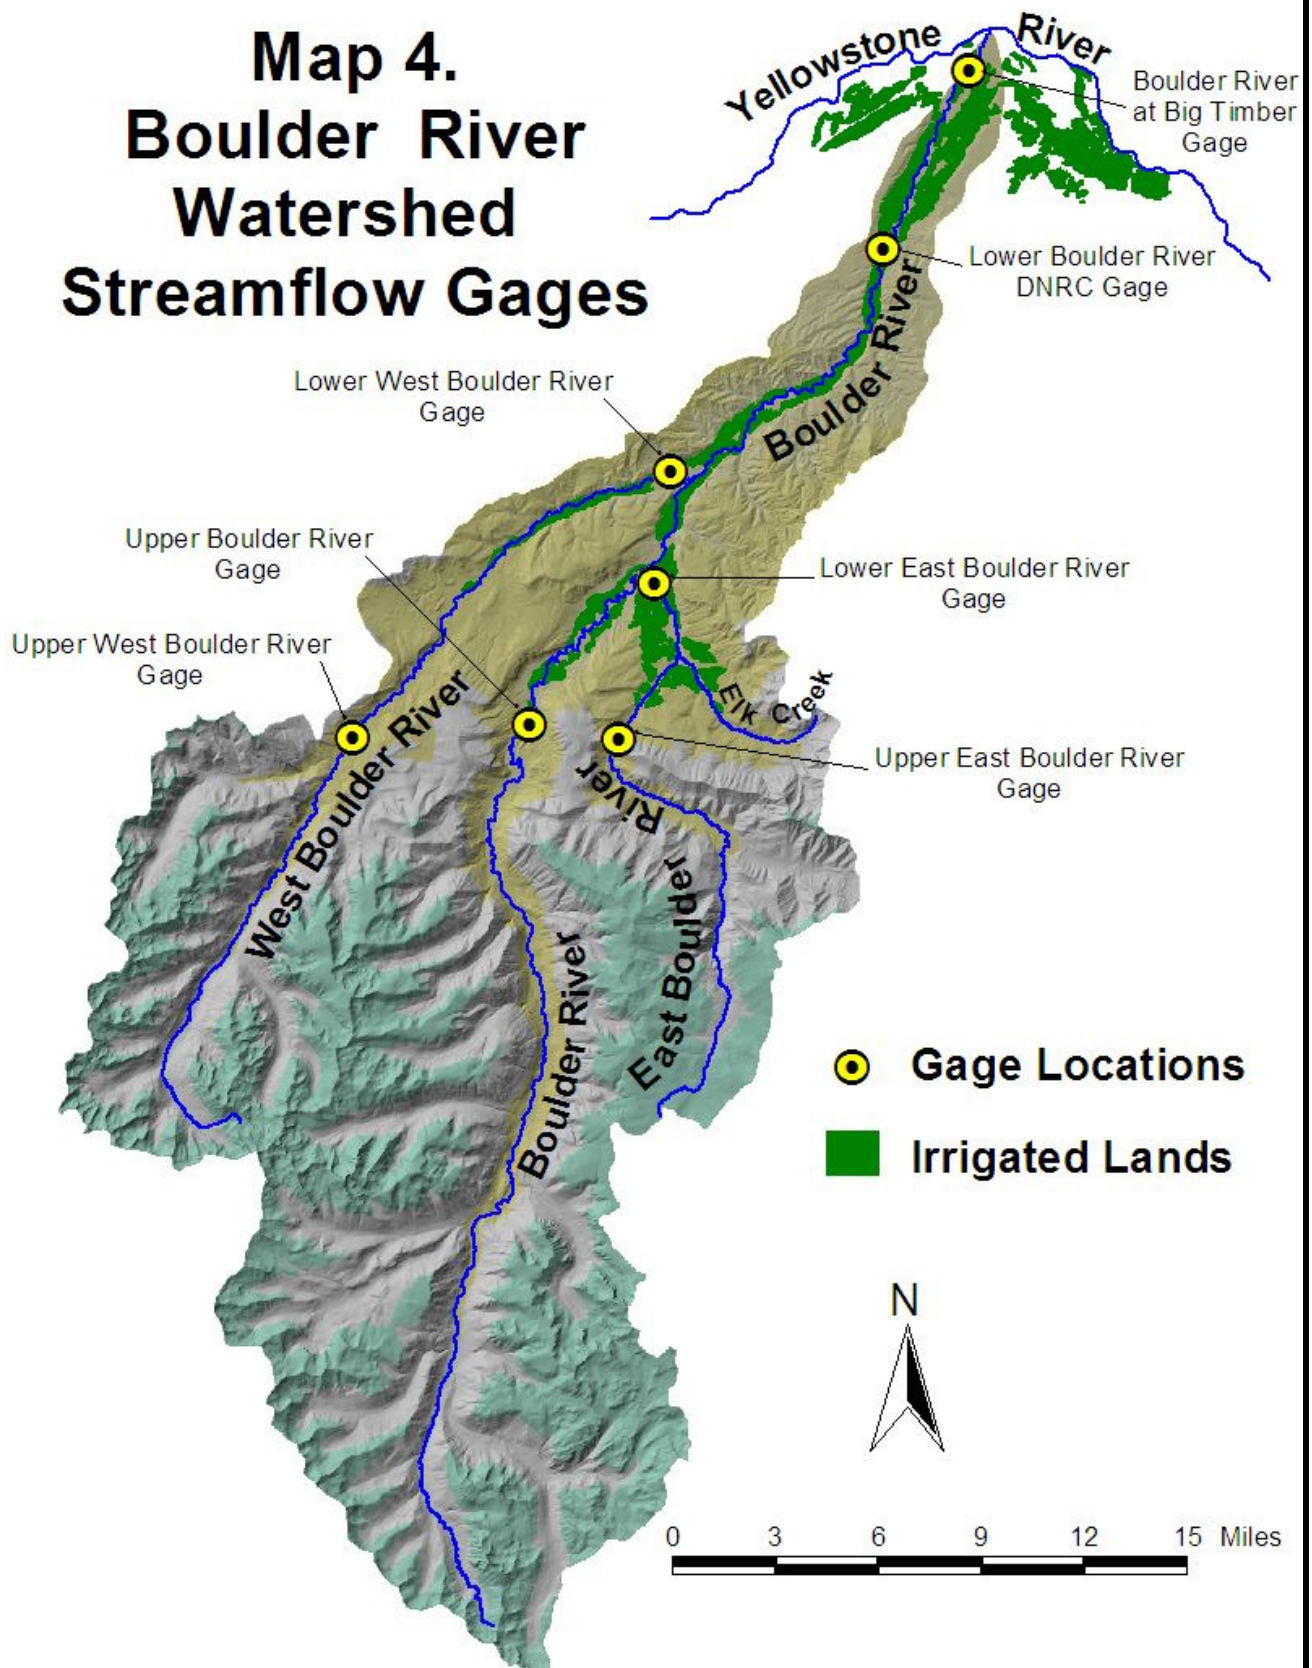 Map 4.
Boulder River
Watershed
Streamflow Gages
Yellowstone River
Boulder River
at Big Timber
Gage
Lower Boulder River
DNRC Gage
Boulder River
Lower West Boulder River
Gage
Upper Boulder River
Gage
Lower East Boulder River
Gage
Upper West Boulder River
Gage
Elk Creek
Upper East Boulder River
Gage
West Boulder River
Boulder River
East Boulder River
Gage Locations
Irrigated Lands
N
0 3 6 9 12 15 Miles